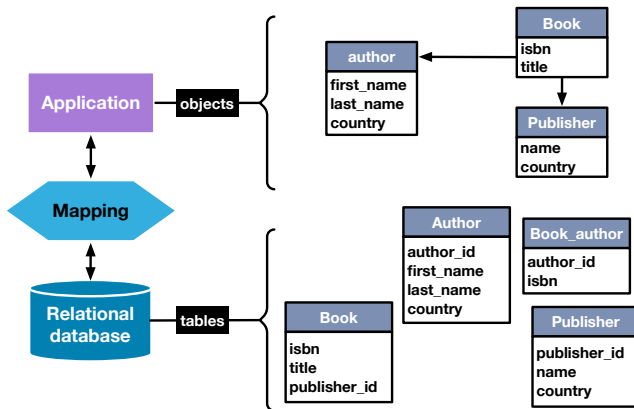 Application
objects
author
first_name
last_name
country
Book
isbn
title
Publisher
name
country
Mapping
Relational
database
tables
Book
isbn
title
publisher_id
Author
author_id
first_name
last_name
country
Book_author
author_id
isbn
Publisher
publisher_id
name
country